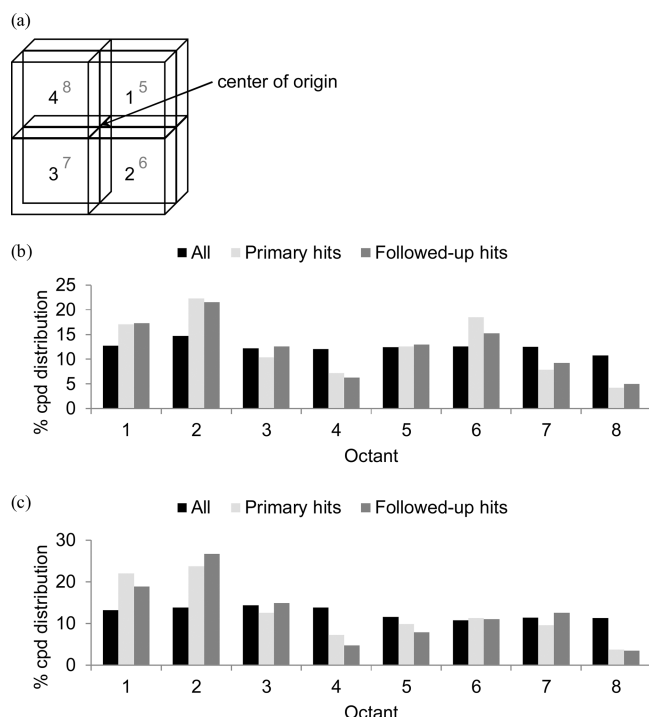 (a)
4 8 1 5 center of origin
3 7 2 6
(b)
All Primary hits Followed-up hits
% cpd distribution
25
20
15
10
5
0
1 2 3 4 5 6 7 8
Octant
(c)
All Primary hits Followed-up hits
% cpd distribution
30
20
10
0
1 2 3 4 5 6 7 8
Octant